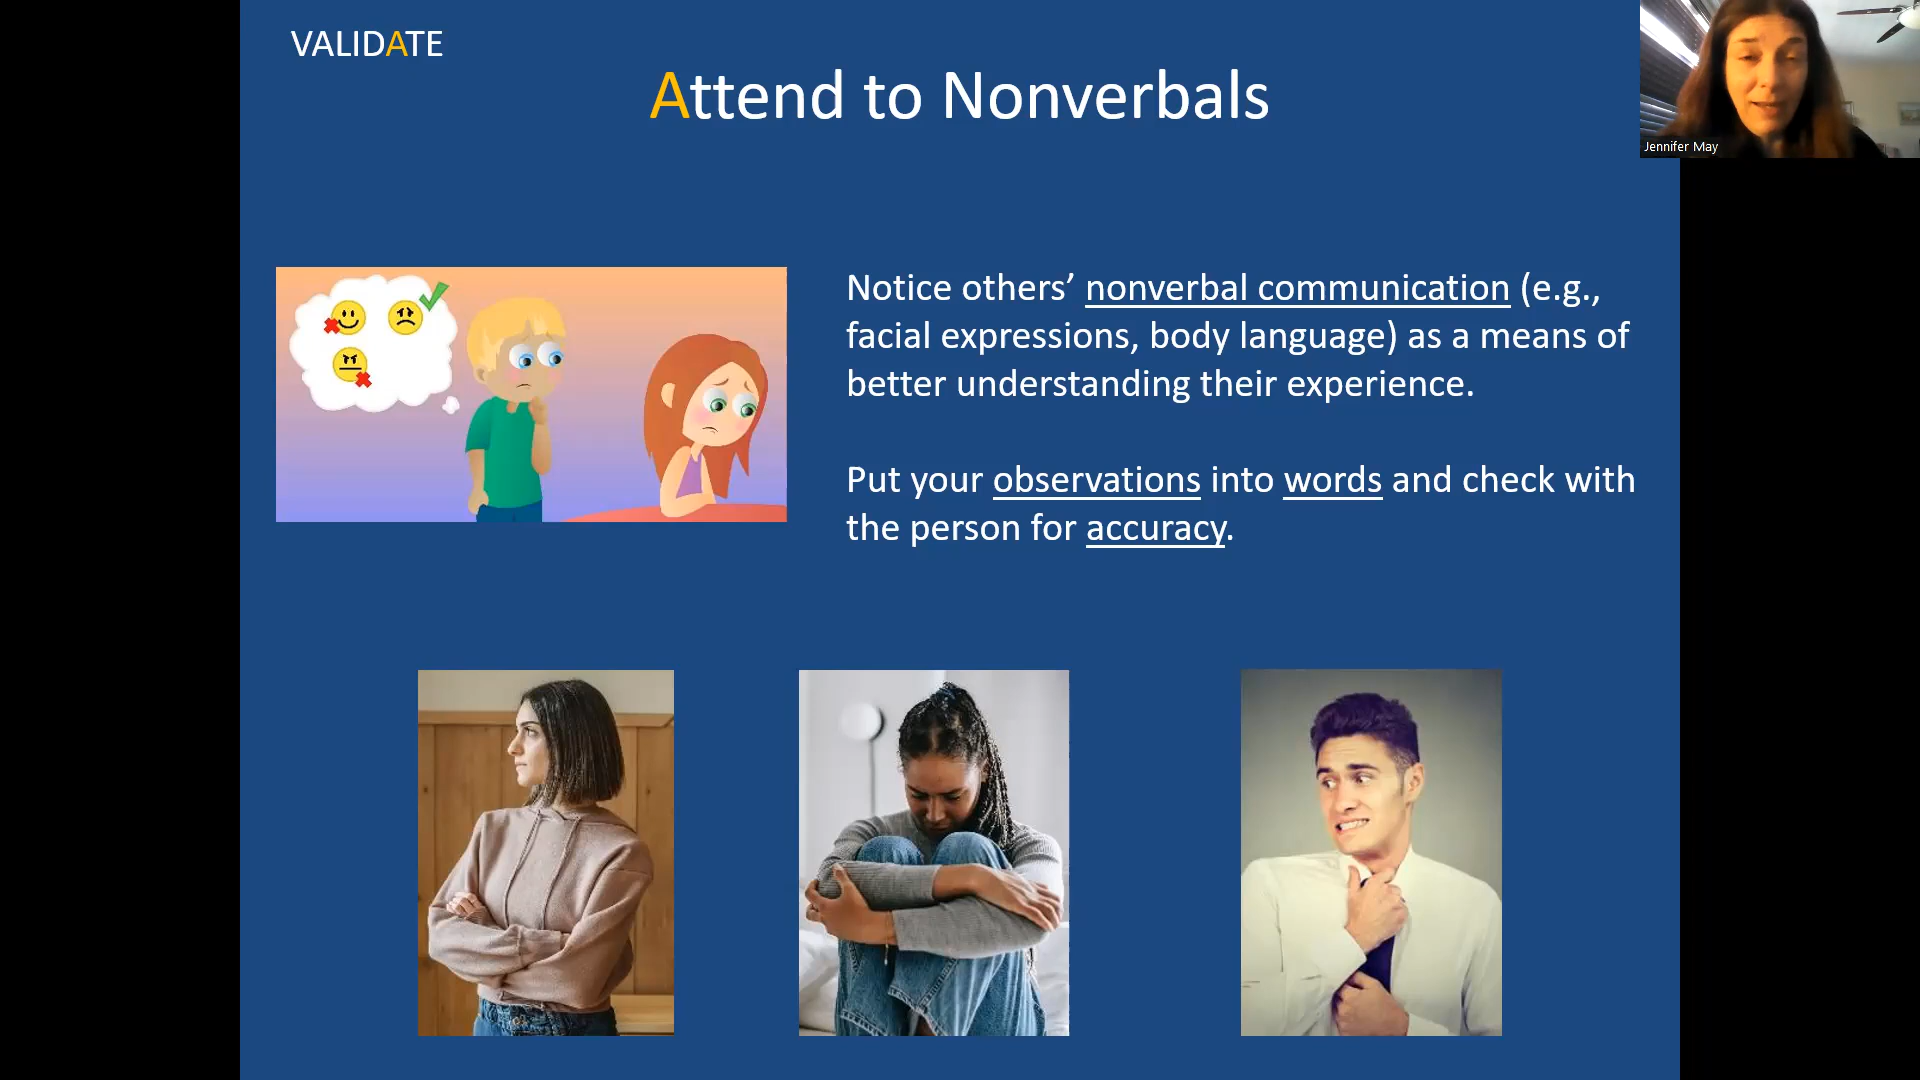 VALIDATE
Attend to Nonverbals
Jennifer May
Notice others’ nonverbal communication (e.g.,
facial expressions, body language) as a means of
better understanding their experience.
Put your observations into words and check with
the person for accuracy.